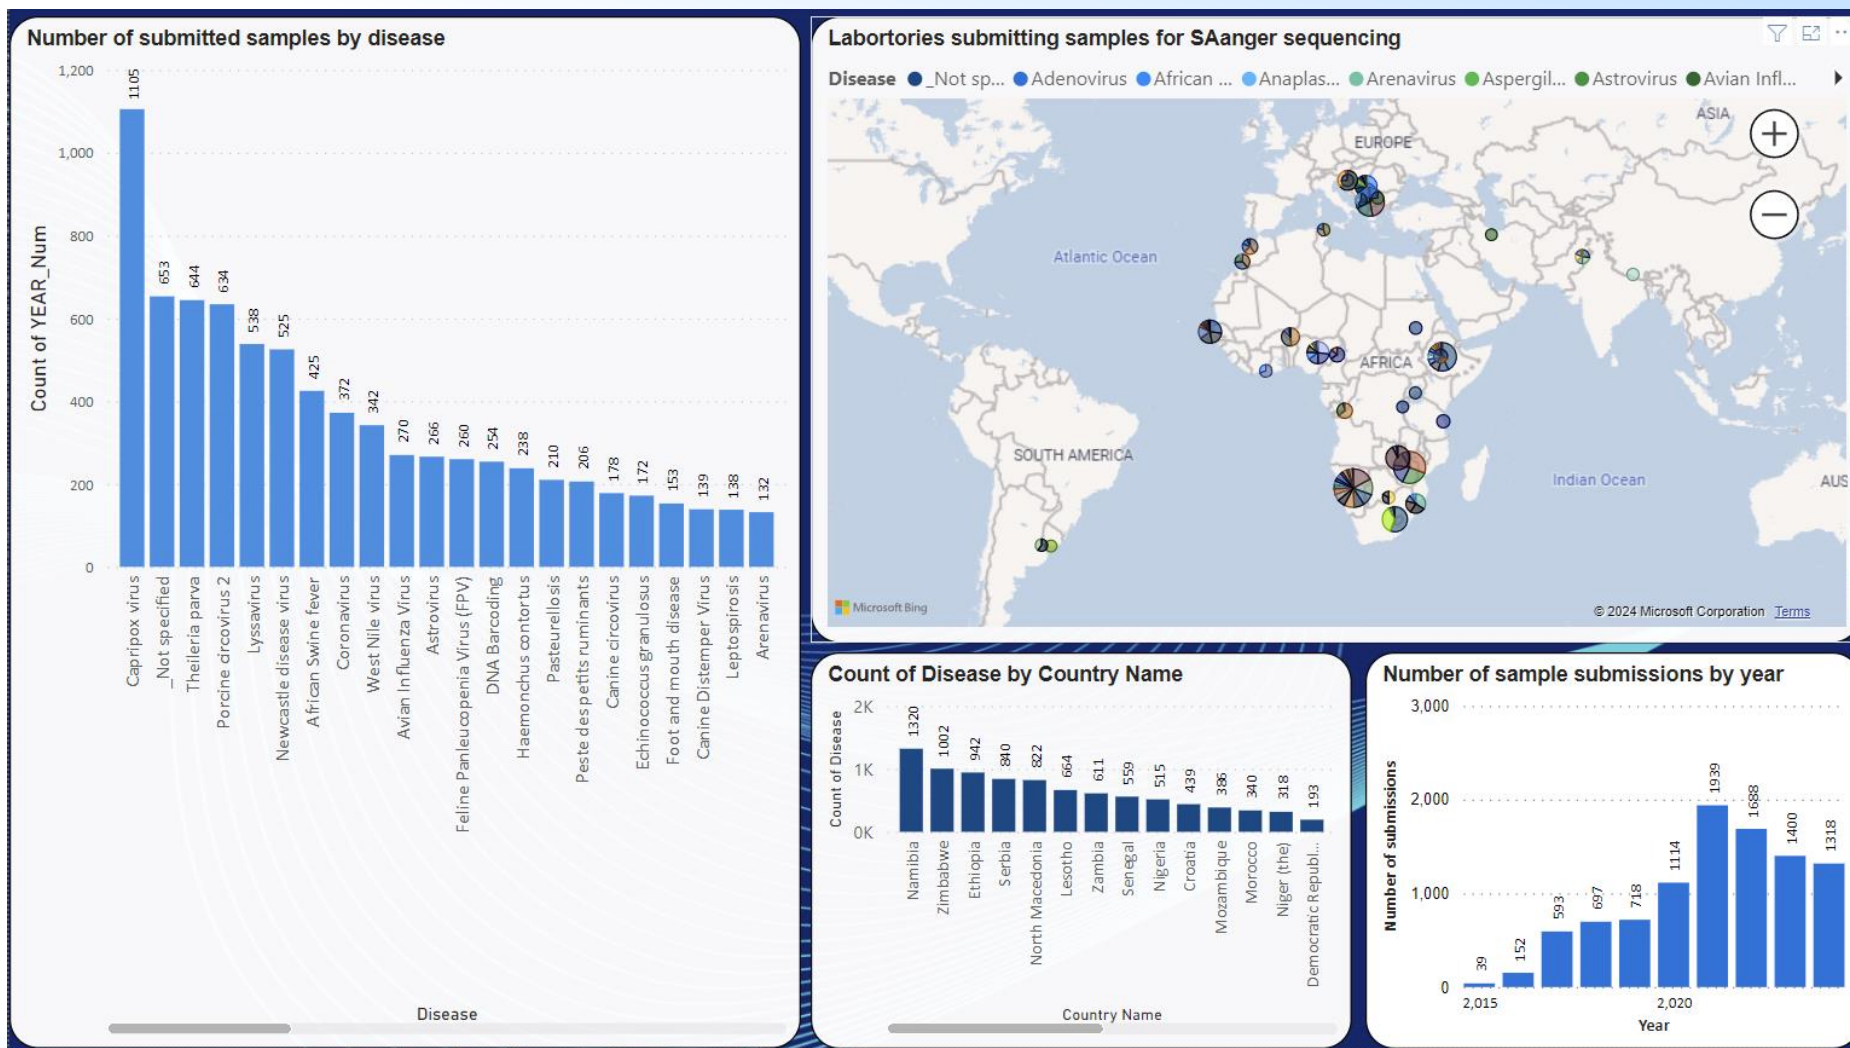 Number of submitted samples by disease
Count of YEAR_Num
1,200
1,000
800
600
400
200
0
1105
653
644
634
538
525
425
372
342
270
266
260
254
238
210
206
178
172
153
139
138
132
Capripox virus
_Not specified
Theileria parva
Porcine circovirus 2
Lyssavirus
Newcastle disease virus
African Swine fever
Coronavirus
West Nile virus
Avian Influenza Virus
Astrovirus
Feline Panleucopenia Virus (FPV)
DNA Barcoding
Haemonchus contortus
Pasteurellosis
Peste des petits ruminants
Canine circovirus
Echinococcus granulosus
Foot and mouth disease
Canine Distemper Virus
Leptospirosis
Arenavirus
Disease
Labortories submitting samples for SAanger sequencing
Disease _Not sp... Adenovirus African ... Anaplas... Arenavirus Aspergil... Astrovirus Avian Infl...
ASIA
EUROPE
Atlantic Ocean
AFRICA
SOUTH AMERICA
Indian Ocean
AUS
Microsoft Bing
© 2024 Microsoft Corporation Terms
Count of Disease by Country Name
Count of Disease
2K
1K
0K
1320
1002
942
840
822
664
611
559
515
439
386
340
318
193
Namibia
Zimbabwe
Ethiopia
Serbia
North Macedonia
Lesotho
Zambia
Senegal
Nigeria
Croatia
Mozambique
Morocco
Niger (the)
Democratic Republ...
Country Name
Number of sample submissions by year
Number of submissions
3,000
2,000
1,000
0
39
152
593
697
718
1114
1939
1688
1400
1318
2,015
2,020
Year